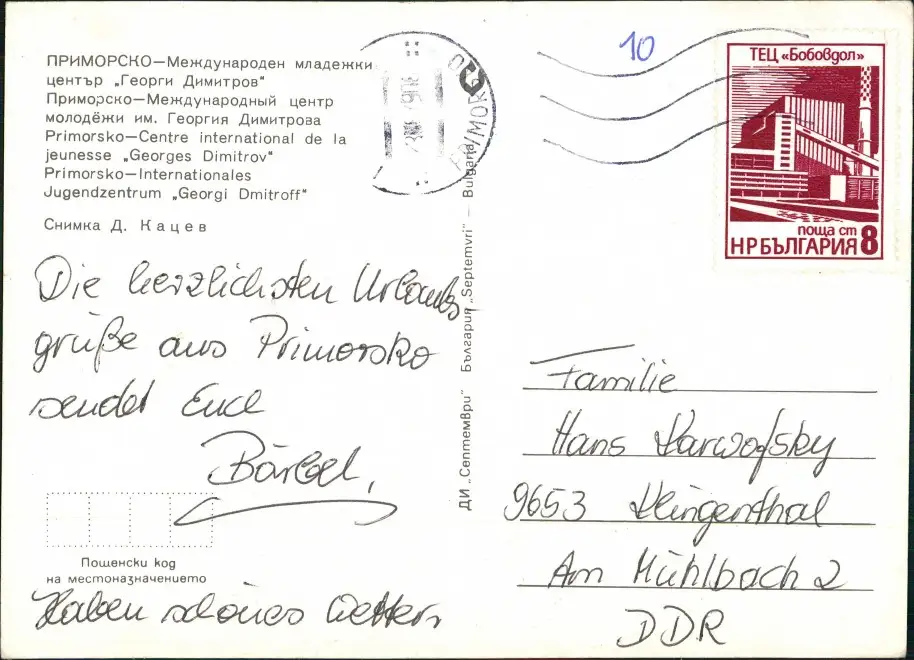 ПРИМОРСКО—Международен младежки
център „Георги Димитров"
Приморско—Международный центр
молодёжи им. Георгия Димитрова
Primorsko—Centre international de la
jeunesse „Georges Dimitrov"
Primorsko—Internationales
Jugendzentrum „Georgi Dmitroff"
Снимка Д. Кацев
Die herzlichsten Urlaubs
grüße aus Primorsko
sendet Euch
Bärbel,
Пощенски код
на местоназначението
Haben schönes Wetter.
ДИ „Септември" България „Septemvri" — Bulgaria
10
ТЕЦ «Бобовдол»
поща ст
НРБЪЛГАРИЯ 8
Familie
Hans Karwofsky
9653 Klingenthal
Am Mühlbach 2
DDR